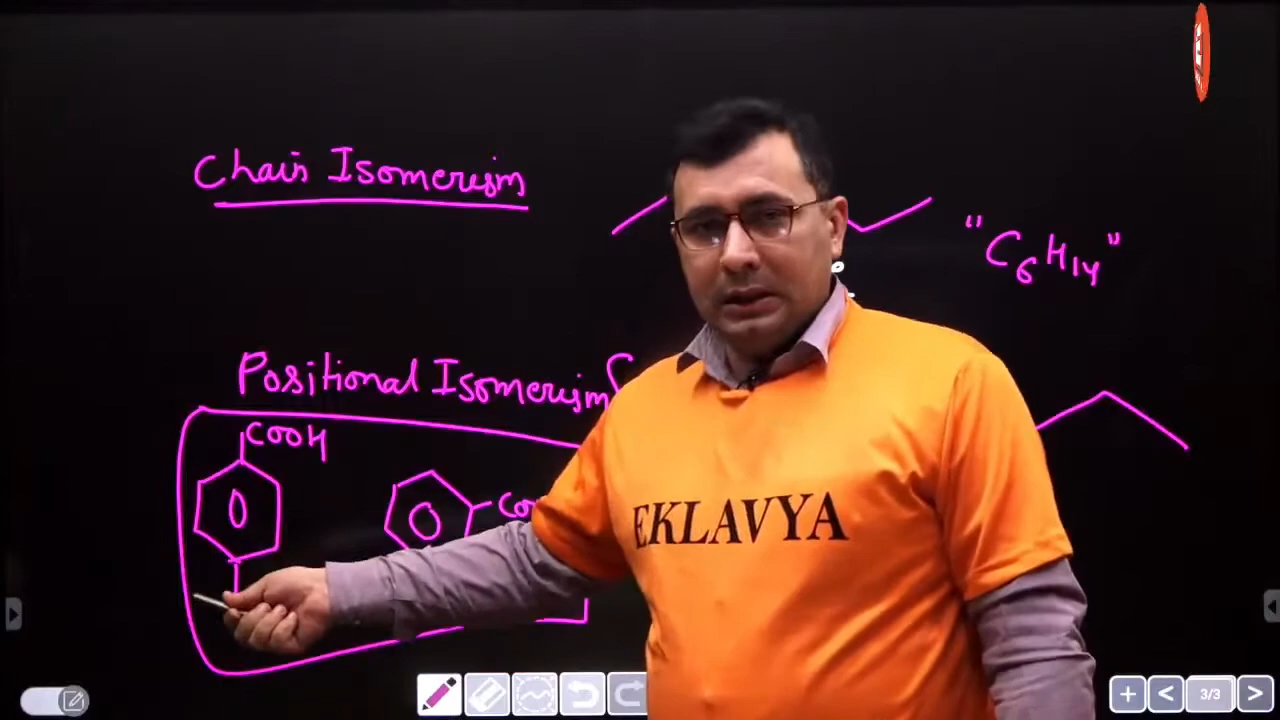 Chain Isomerism
"C6H14"
Positional Isomerism
COOH
EKLAVYA
3/3